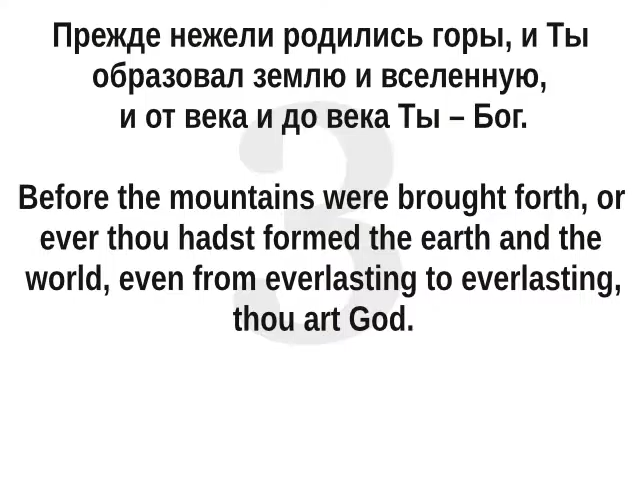 Прежде нежели родились горы, и Ты
образовал землю и вселенную,
и от века и до века Ты – Бог.
Before the mountains were brought forth, or
ever thou hadst formed the earth and the
world, even from everlasting to everlasting,
thou art God.
3